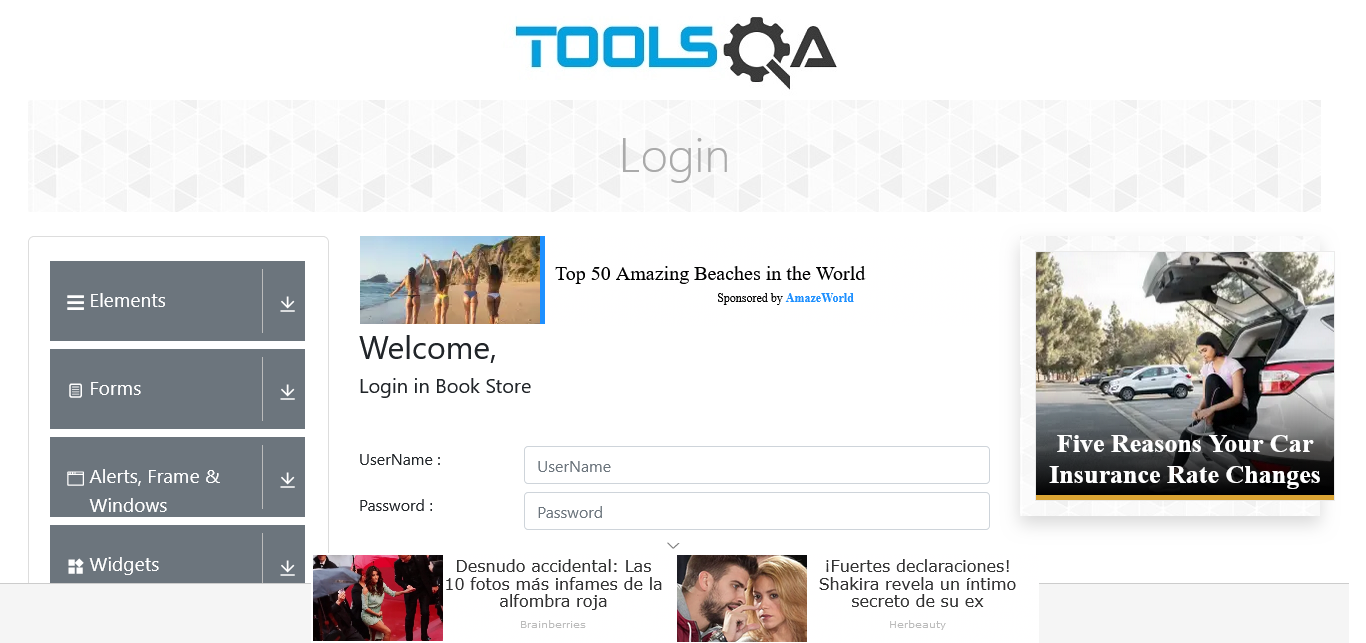 TOOLSQA
Login
Elements
Forms
Alerts, Frame &
Windows
Widgets
Top 50 Amazing Beaches in the World
Sponsored by AmazeWorld
Welcome,
Login in Book Store
UserName :
UserName
Password :
Password
Five Reasons Your Car
Insurance Rate Changes
Desnudo accidental: Las
10 fotos más infames de la
alfombra roja
Brainberries
¡Fuertes declaraciones!
Shakira revela un íntimo
secreto de su ex
Herbeauty